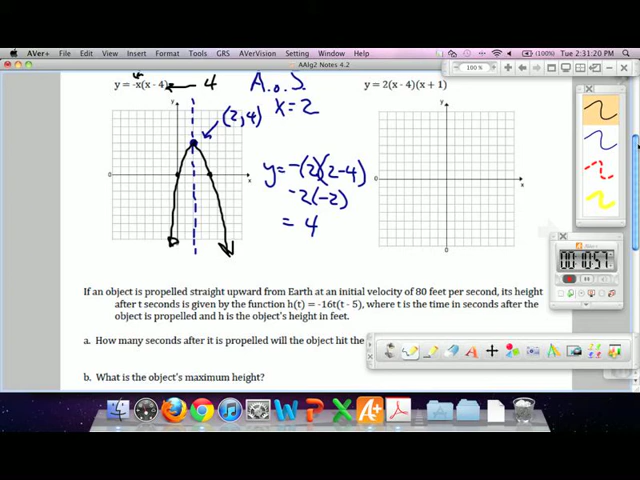 AVer+ File Edit View Insert Format Tools GRS AVerVision Setting Help (100%) Tue 2:31:20 PM
AAlg2 Notes 4.2
100 %
y = -x(x - 4) 4 A.o.S. y = 2(x - 4)(x + 1)
x = 2
(2,4)
y y
y = -(2)(2-4)
-2(-2)
= 4
x x
0
00:10:57
If an object is propelled straight upward from Earth at an initial velocity of 80 feet per second, its height
after t seconds is given by the function h(t) = -16t(t - 5), where t is the time in seconds after the
object is propelled and h is the object's height in feet.
a. How many seconds after it is propelled will the object hit the
b. What is the object's maximum height?